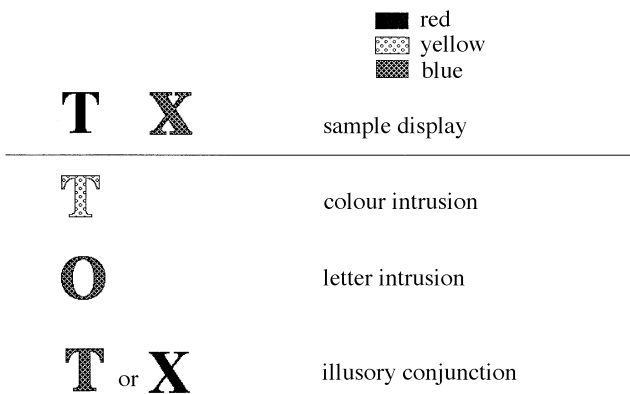 red
yellow
blue
T X sample display
T colour intrusion
O letter intrusion
T or X illusory conjunction